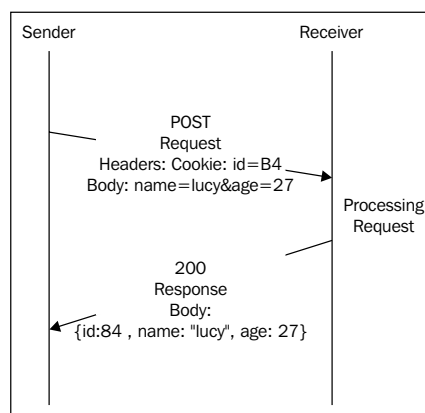 Sender
Receiver
POST
Request
Headers: Cookie: id=B4
Body: name=lucy&age=27
Processing
Request
200
Response
Body:
{id:84 , name: "lucy", age: 27}